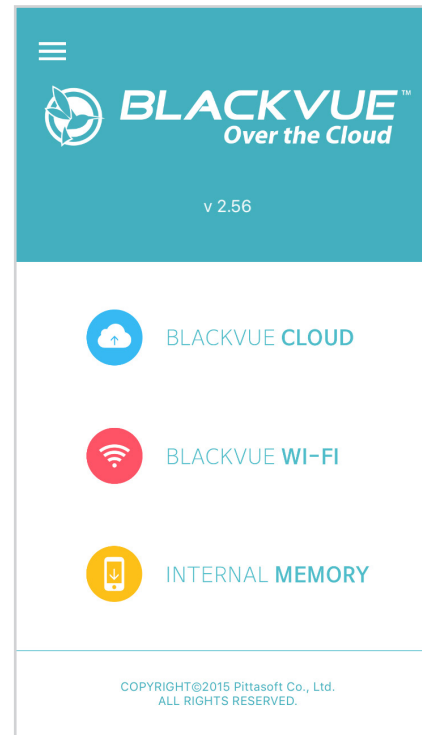 BLACKVUE™
Over the Cloud
v 2.56
BLACKVUE CLOUD
BLACKVUE WI-FI
INTERNAL MEMORY
COPYRIGHT©2015 Pittasoft Co., Ltd.
ALL RIGHTS RESERVED.